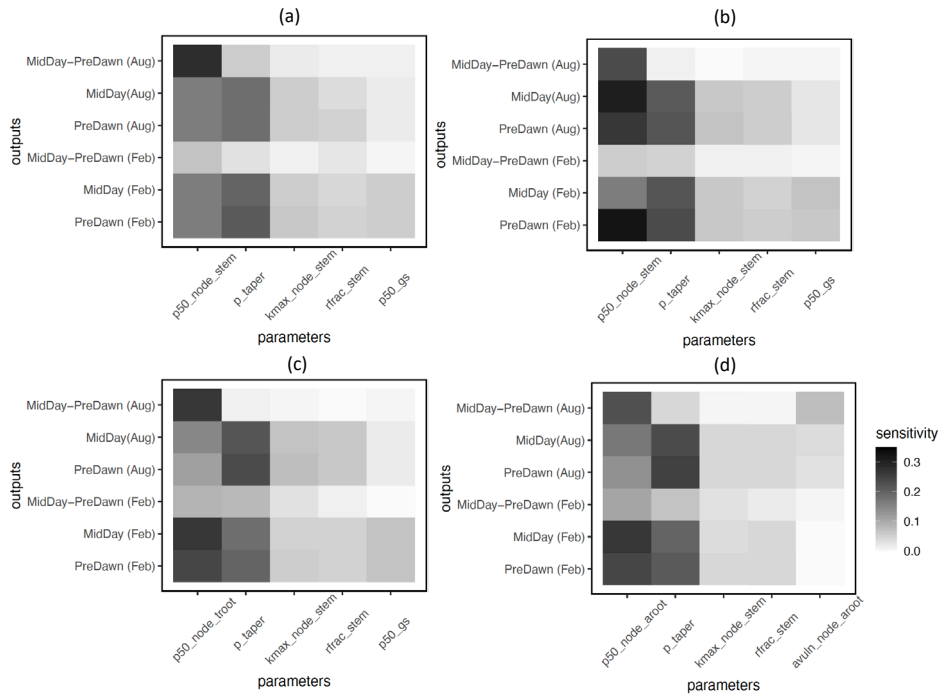 (a)
MidDay−PreDawn (Aug)
MidDay(Aug)
PreDawn (Aug)
MidDay−PreDawn (Feb)
MidDay (Feb)
PreDawn (Feb)
outputs
p50_node_stem
p_taper
kmax_node_stem
rfrac_stem
p50_gs
parameters
(b)
MidDay−PreDawn (Aug)
MidDay(Aug)
PreDawn (Aug)
MidDay−PreDawn (Feb)
MidDay (Feb)
PreDawn (Feb)
outputs
p50_node_stem
p_taper
kmax_node_stem
rfrac_stem
p50_gs
parameters
(c)
MidDay−PreDawn (Aug)
MidDay(Aug)
PreDawn (Aug)
MidDay−PreDawn (Feb)
MidDay (Feb)
PreDawn (Feb)
outputs
p50_node_troot
p_taper
kmax_node_stem
rfrac_stem
p50_gs
parameters
(d)
MidDay−PreDawn (Aug)
MidDay(Aug)
PreDawn (Aug)
MidDay−PreDawn (Feb)
MidDay (Feb)
PreDawn (Feb)
outputs
p50_node_aroot
p_taper
kmax_node_stem
rfrac_stem
avuln_node_aroot
parameters
sensitivity
0.3
0.2
0.1
0.0